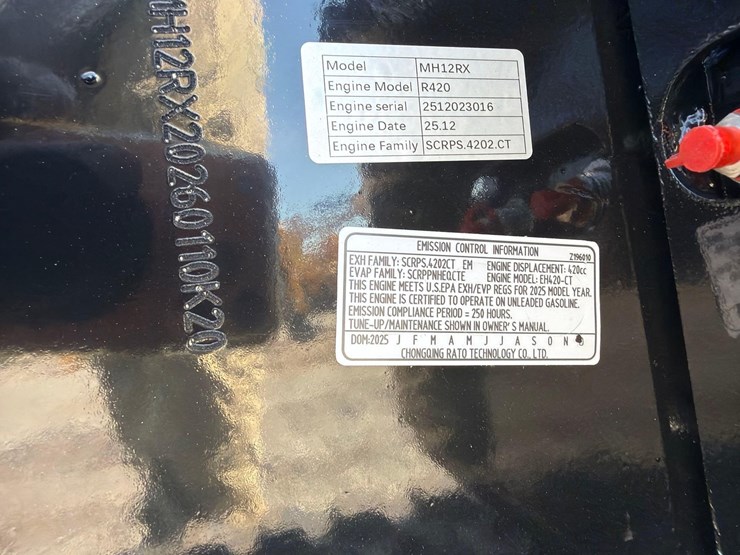 MH12RX20260110K20
Model MH12RX
Engine Model R420
Engine serial 2512023016
Engine Date 25.12
Engine Family SCRPS.4202.CT
EMISSION CONTROL INFORMATION Z196010
EXH FAMILY: SCRPS.4202CT EM ENGINE DISPLACEMENT: 420cc
EVAP FAMILY: SCRPPNHEQCTE ENGINE MODEL: EH420-CT
THIS ENGINE MEETS U.S.EPA EXH/EVP REGS FOR 2025 MODEL YEAR.
THIS ENGINE IS CERTIFIED TO OPERATE ON UNLEADED GASOLINE.
EMISSION COMPLIANCE PERIOD = 250 HOURS.
TUNE-UP/MAINTENANCE SHOWN IN OWNER'S MANUAL.
DOM:2025 J F M A M J J A S O N
CHONGQING RATO TECHNOLOGY CO., LTD.